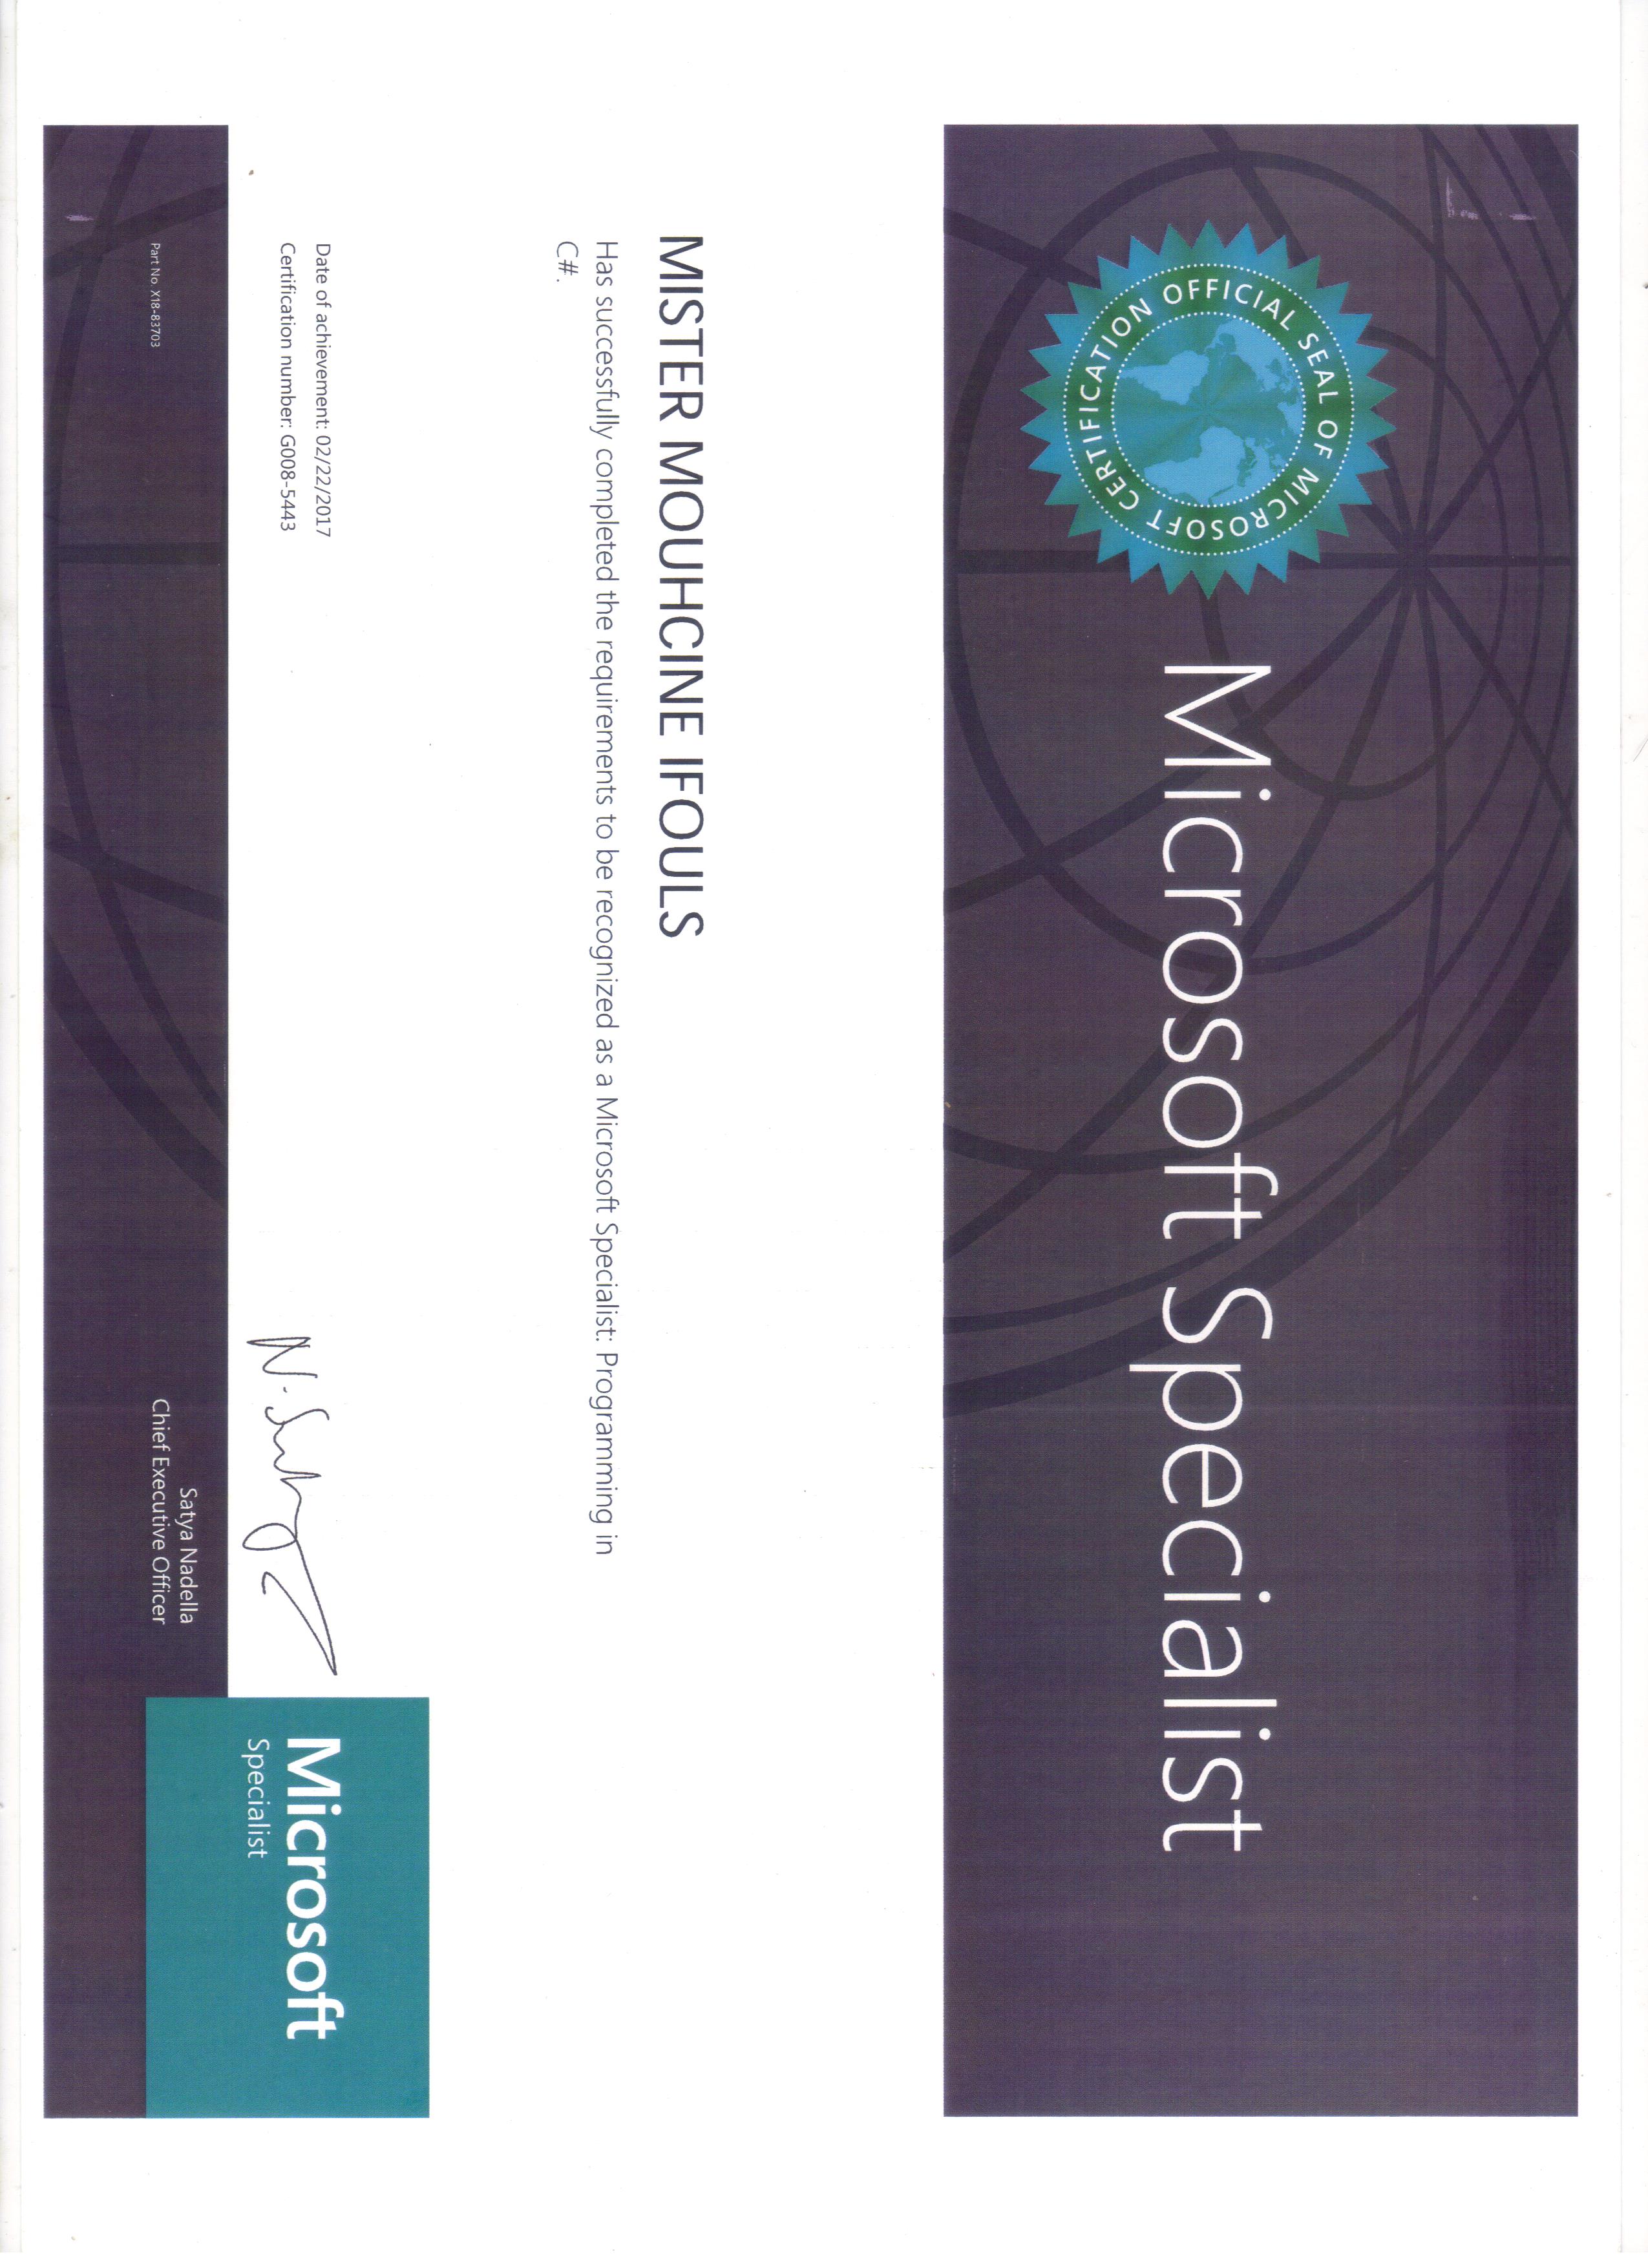 OFFICIAL SEAL OF MICROSOFT CERTIFICATION
Microsoft Specialist
MISTER MOUHCINE IFOULS
Has successfully completed the requirements to be recognized as a Microsoft Specialist: Programming in
C#.
Date of achievement: 02/22/2017
Certification number: G008-5443
Part No. X18-83703
Satya Nadella
Chief Executive Officer
Microsoft
Specialist